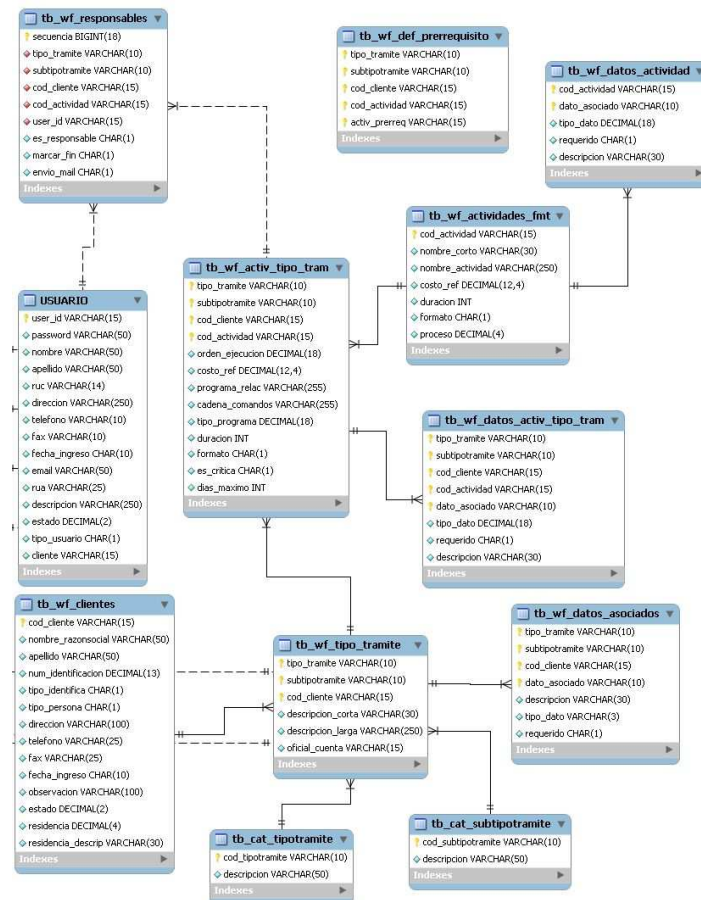 tb_wf_responsables
secuencia BIGINT(18)
tipo_tramite VARCHAR(10)
subtipotramite VARCHAR(10)
cod_cliente VARCHAR(15)
cod_actividad VARCHAR(15)
user_id VARCHAR(15)
es_responsable CHAR(1)
marcar_fin CHAR(1)
envio_mail CHAR(1)
Indexes
tb_wf_def_prerrequisito
tipo_tramite VARCHAR(10)
subtipotramite VARCHAR(10)
cod_cliente VARCHAR(15)
cod_actividad VARCHAR(15)
activ_prerreq VARCHAR(15)
Indexes
tb_wf_datos_actividad
cod_actividad VARCHAR(15)
dato_asociado VARCHAR(10)
tipo_dato DECIMAL(18)
requerido CHAR(1)
descripcion VARCHAR(30)
Indexes
tb_wf_actividades_fmt
cod_actividad VARCHAR(15)
nombre_corto VARCHAR(30)
nombre_actividad VARCHAR(250)
costo_ref DECIMAL(12,4)
duracion INT
formato CHAR(1)
proceso DECIMAL(4)
Indexes
tb_wf_activ_tipo_tram
tipo_tramite VARCHAR(10)
subtipotramite VARCHAR(10)
cod_cliente VARCHAR(15)
cod_actividad VARCHAR(15)
orden_ejecucion DECIMAL(18)
costo_ref DECIMAL(12,4)
programa_relac VARCHAR(255)
cadena_comandos VARCHAR(255)
tipo_programa DECIMAL(18)
duracion INT
formato CHAR(1)
es_critica CHAR(1)
dias_maximo INT
Indexes
USUARIO
user_id VARCHAR(15)
password VARCHAR(50)
nombre VARCHAR(50)
apellido VARCHAR(50)
ruc VARCHAR(14)
direccion VARCHAR(250)
telefono VARCHAR(10)
fax VARCHAR(10)
fecha_ingreso CHAR(10)
email VARCHAR(50)
rua VARCHAR(25)
descripcion VARCHAR(250)
estado DECIMAL(2)
tipo_usuario CHAR(1)
cliente VARCHAR(15)
Indexes
tb_wf_datos_activ_tipo_tram
tipo_tramite VARCHAR(10)
subtipotramite VARCHAR(10)
cod_cliente VARCHAR(15)
cod_actividad VARCHAR(15)
dato_asociado VARCHAR(10)
tipo_dato DECIMAL(18)
requerido CHAR(1)
descripcion VARCHAR(30)
Indexes
tb_wf_clientes
cod_cliente VARCHAR(15)
nombre_razonsocial VARCHAR(50)
apellido VARCHAR(50)
num_identificacion DECIMAL(13)
tipo_identifica CHAR(1)
tipo_persona CHAR(1)
direccion VARCHAR(100)
telefono VARCHAR(25)
fax VARCHAR(25)
fecha_ingreso CHAR(10)
observacion VARCHAR(100)
estado DECIMAL(2)
residencia DECIMAL(4)
residencia_descrip VARCHAR(30)
Indexes
tb_wf_tipo_tramite
tipo_tramite VARCHAR(10)
subtipotramite VARCHAR(10)
cod_cliente VARCHAR(15)
descripcion_corta VARCHAR(30)
descripcion_larga VARCHAR(250)
oficial_cuenta VARCHAR(15)
Indexes
tb_wf_datos_asociados
tipo_tramite VARCHAR(10)
subtipotramite VARCHAR(10)
cod_cliente VARCHAR(15)
dato_asociado VARCHAR(10)
descripcion VARCHAR(30)
tipo_dato VARCHAR(3)
requerido CHAR(1)
Indexes
tb_cat_tipotramite
cod_tipotramite VARCHAR(10)
descripcion VARCHAR(50)
Indexes
tb_cat_subtipotramite
cod_subtipotramite VARCHAR(10)
descripcion VARCHAR(50)
Indexes